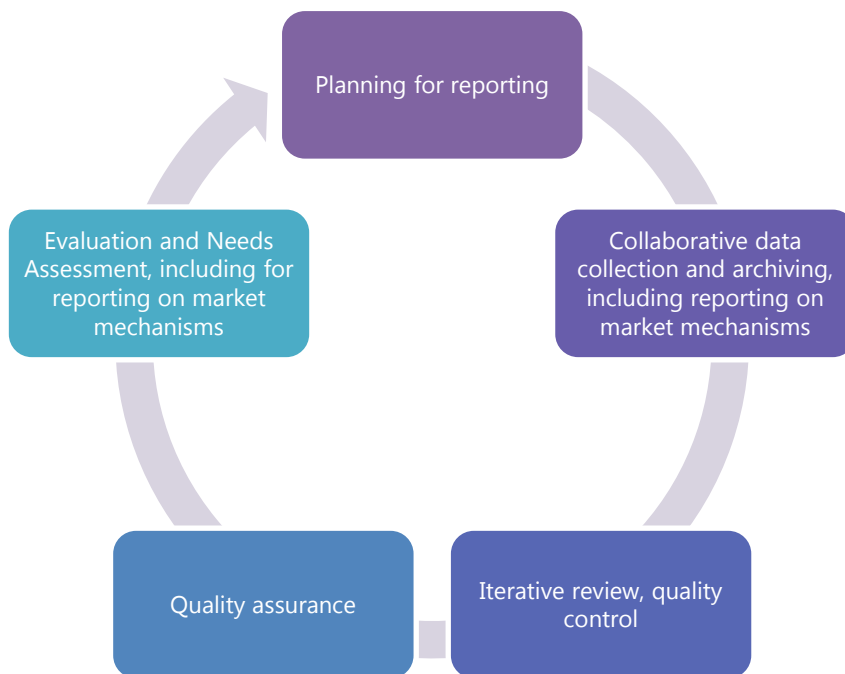 Planning for reporting
Collaborative data
collection and archiving,
including reporting on
market mechanisms
Iterative review, quality
control
Quality assurance
Evaluation and Needs
Assessment, including for
reporting on market
mechanisms